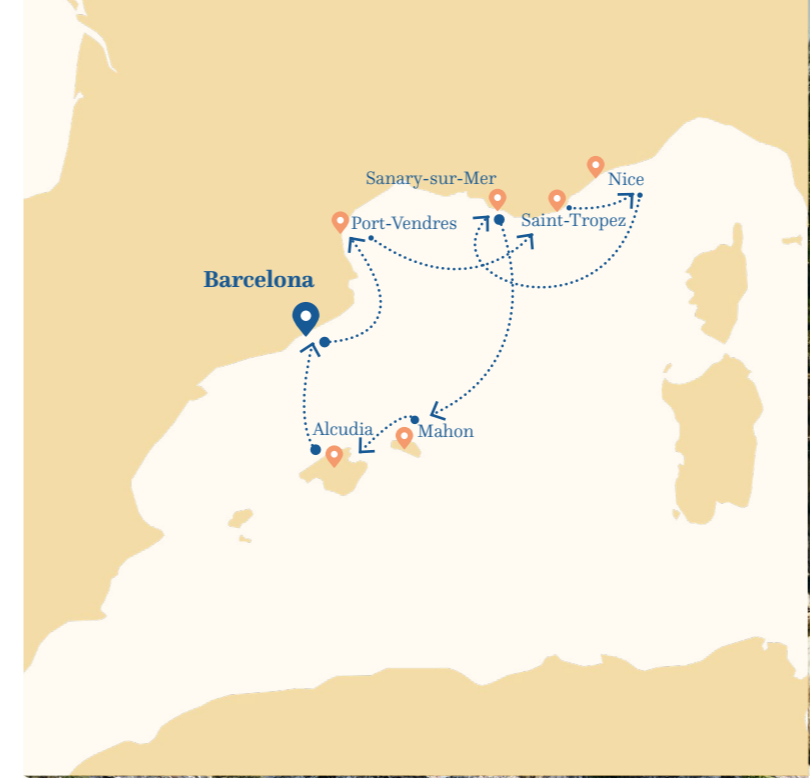 Sanary-sur-Mer
Nice
Port-Vendres
Saint-Tropez
Barcelona
Alcudia
Mahon